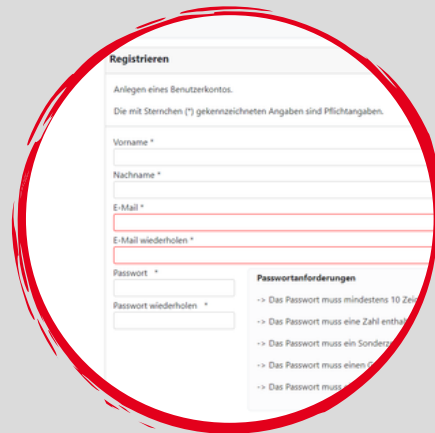 Registrieren
Anlegen eines Benutzerkontos.
Die mit Sternchen (*) gekennzeichneten Angaben sind Pflichtangaben.
Vorname *
Nachname *
E-Mail *
E-Mail wiederholen *
Passwort *
Passwortanforderungen
-> Das Passwort muss mindestens 10
Passwort wiederholen *
-> Das Passwort muss eine Zahl
-> Das Passwort muss ein
-> Das Passwort muss einen
-> Das Passwort muss